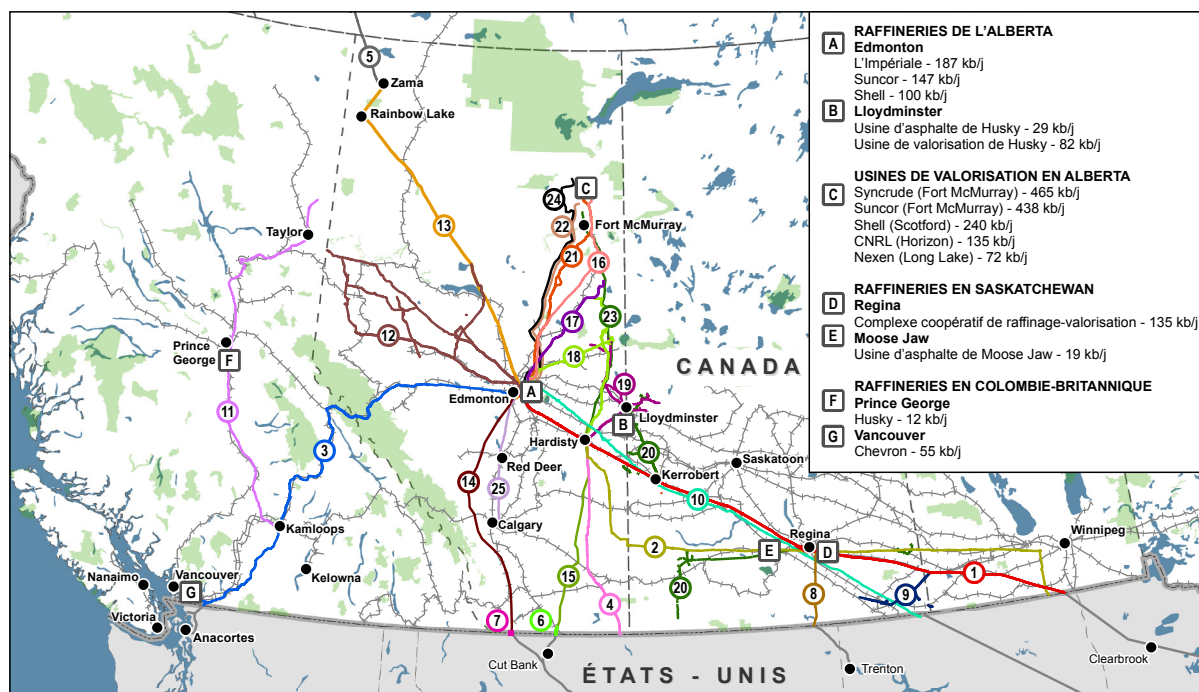 5
Zama
Rainbow Lake
24
C
22
Fort McMurray
Taylor
13
21
16
17
23
12
18
Prince
George
F
CANADA
19
Edmonton
A
Lloydminster
B
11
3
Hardisty
20
Saskatoon
Red Deer
Kerrobert
14
25
10
Calgary
Kamloops
Regina
Winnipeg
2
E
D
Nanaimo
Vancouver
G
Kelowna
15
20
1
4
8
9
Victoria
Anacortes
7
6
Cut Bank
ÉTATS - UNIS
Trenton
Clearbrook
A
RAFFINERIES DE L'ALBERTA
Edmonton
L'Impériale - 187 kb/j
Suncor - 147 kb/j
Shell - 100 kb/j
B
Lloydminster
Usine d'asphalte de Husky - 29 kb/j
Usine de valorisation de Husky - 82 kb/j
USINES DE VALORISATION EN ALBERTA
C
Syncrude (Fort McMurray) - 465 kb/j
Suncor (Fort McMurray) - 438 kb/j
Shell (Scotford) - 240 kb/j
CNRL (Horizon) - 135 kb/j
Nexen (Long Lake) - 72 kb/j
RAFFINERIES EN SASKATCHEWAN
D
Regina
Complexe coopératif de raffinage-valorisation - 135 kb/j
E
Moose Jaw
Usine d'asphalte de Moose Jaw - 19 kb/j
RAFFINERIES EN COLOMBIE-BRITANNIQUE
F
Prince George
Husky - 12 kb/j
G
Vancouver
Chevron - 55 kb/j